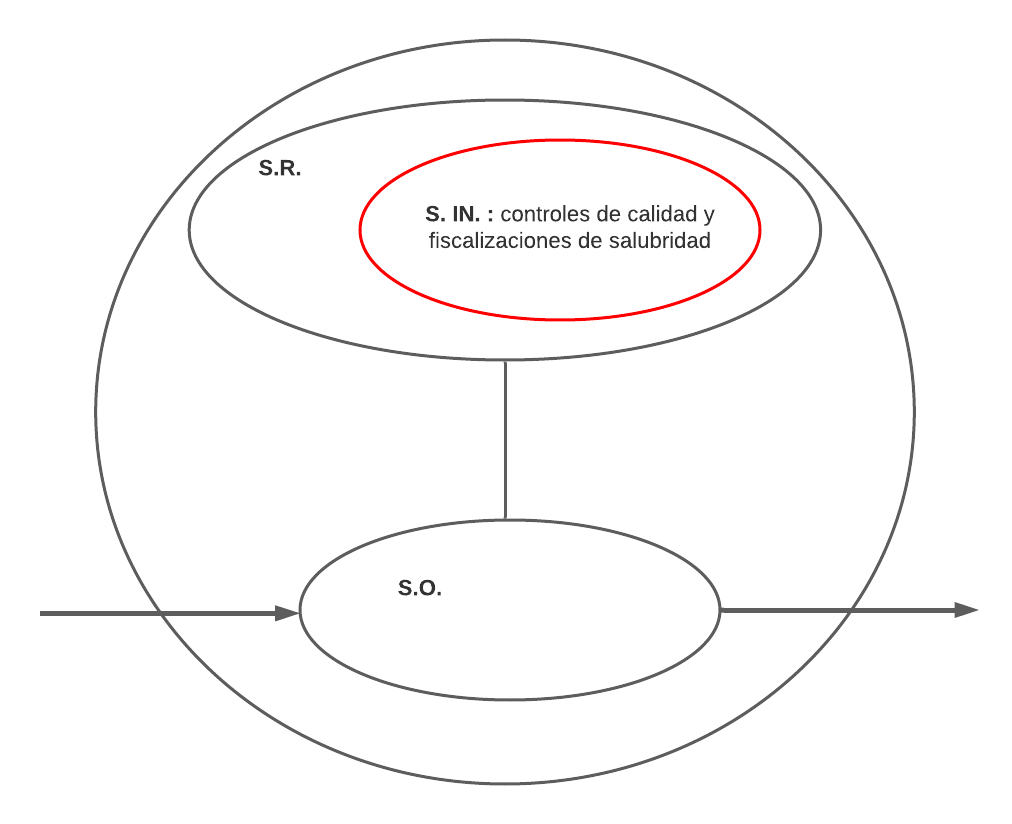 S.R.
S. IN. : controles de calidad y
fiscalizaciones de salubridad
S.O.